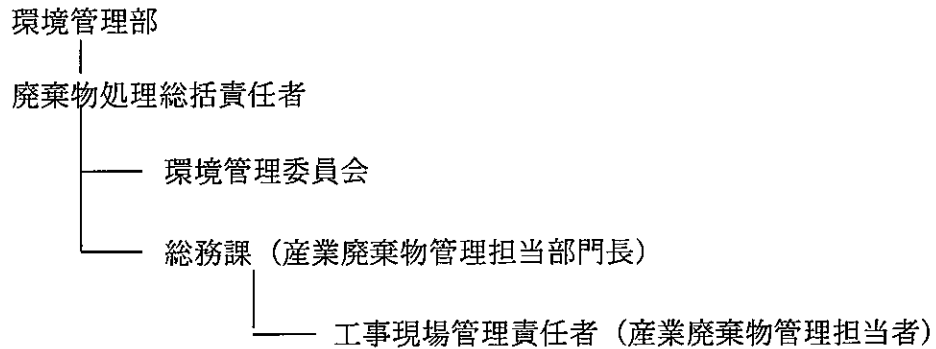 環境管理部
廃棄物処理総括責任者
環境管理委員会
総務課（産業廃棄物管理担当部門長）
工事現場管理責任者（産業廃棄物管理担当者）